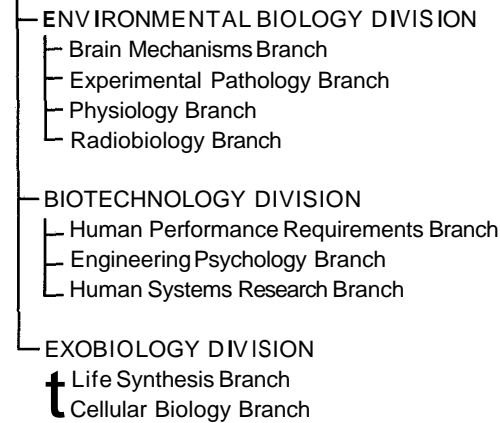 ENVIRONMENTAL BIOLOGY DIVISION
Brain Mechanisms Branch
Experimental Pathology Branch
Physiology Branch
Radiobiology Branch
BIOTECHNOLOGY DIVISION
Human Performance Requirements Branch
Engineering Psychology Branch
Human Systems Research Branch
EXOBIOLOGY DIVISION
Life Synthesis Branch
Cellular Biology Branch